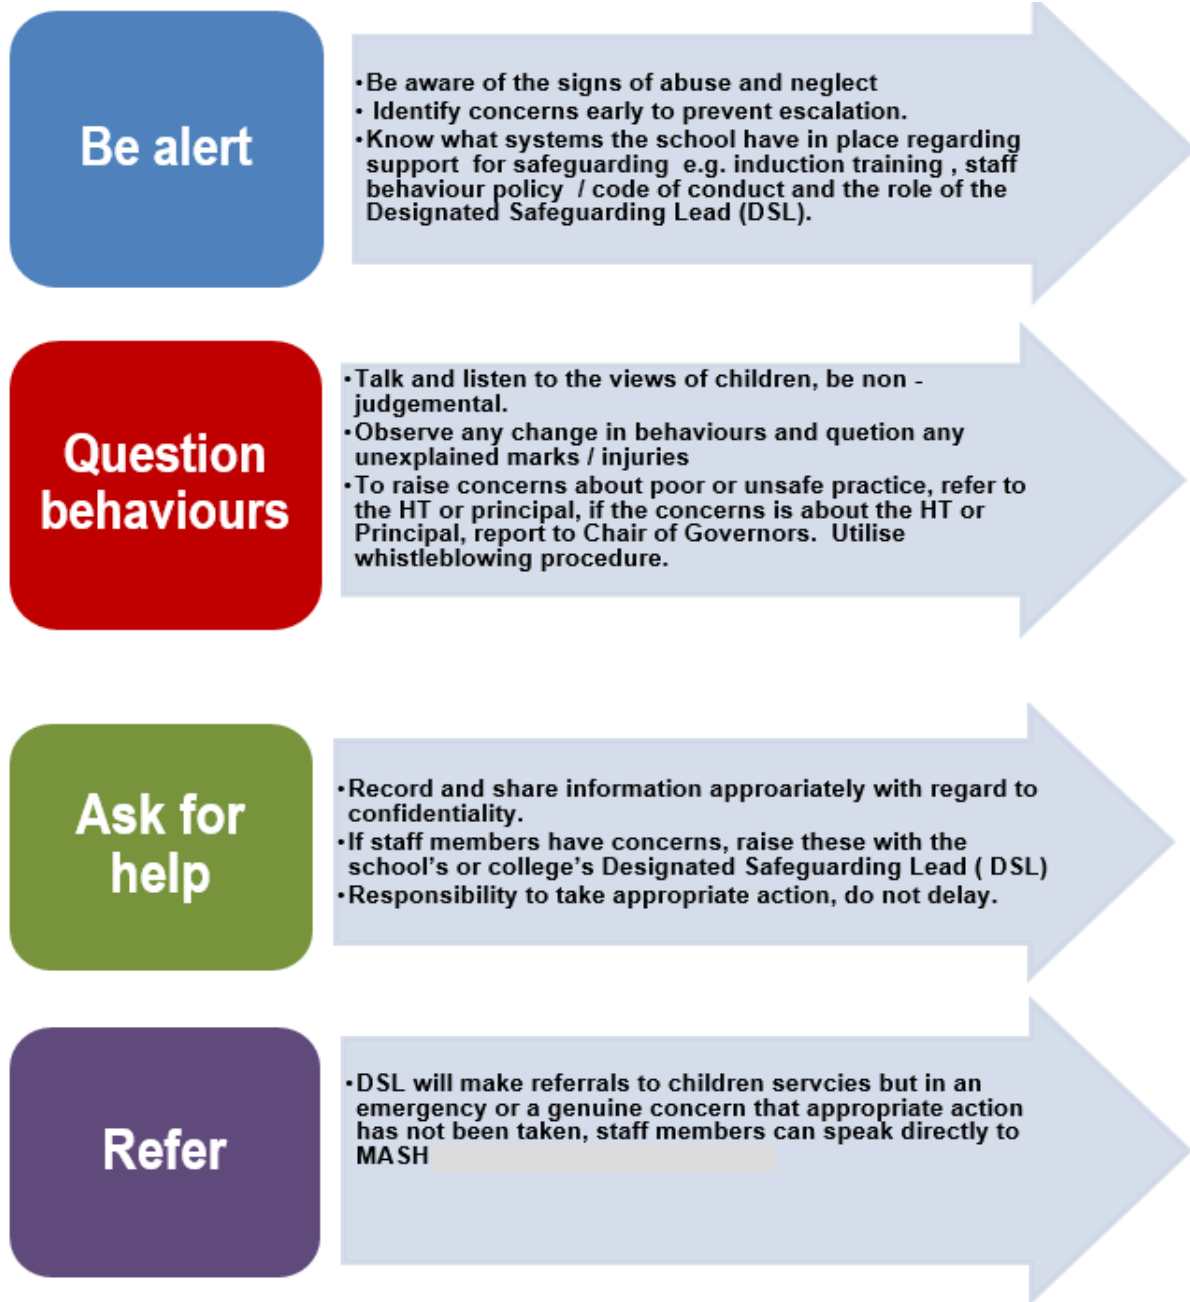 Be alert
•Be aware of the signs of abuse and neglect
• Identify concerns early to prevent escalation.
•Know what systems the school have in place regarding
support for safeguarding e.g. induction training , staff
behaviour policy / code of conduct and the role of the
Designated Safeguarding Lead (DSL).
Question
behaviours
•Talk and listen to the views of children, be non -
judgemental.
•Observe any change in behaviours and quetion any
unexplained marks / injuries
•To raise concerns about poor or unsafe practice, refer to
the HT or principal, if the concerns is about the HT or
Principal, report to Chair of Governors. Utilise
whistleblowing procedure.
Ask for
help
•Record and share information approariately with regard to
confidentiality.
•If staff members have concerns, raise these with the
school's or college's Designated Safeguarding Lead ( DSL)
•Responsibility to take appropriate action, do not delay.
Refer
•DSL will make referrals to children servcies but in an
emergency or a genuine concern that appropriate action
has not been taken, staff members can speak directly to
MASH